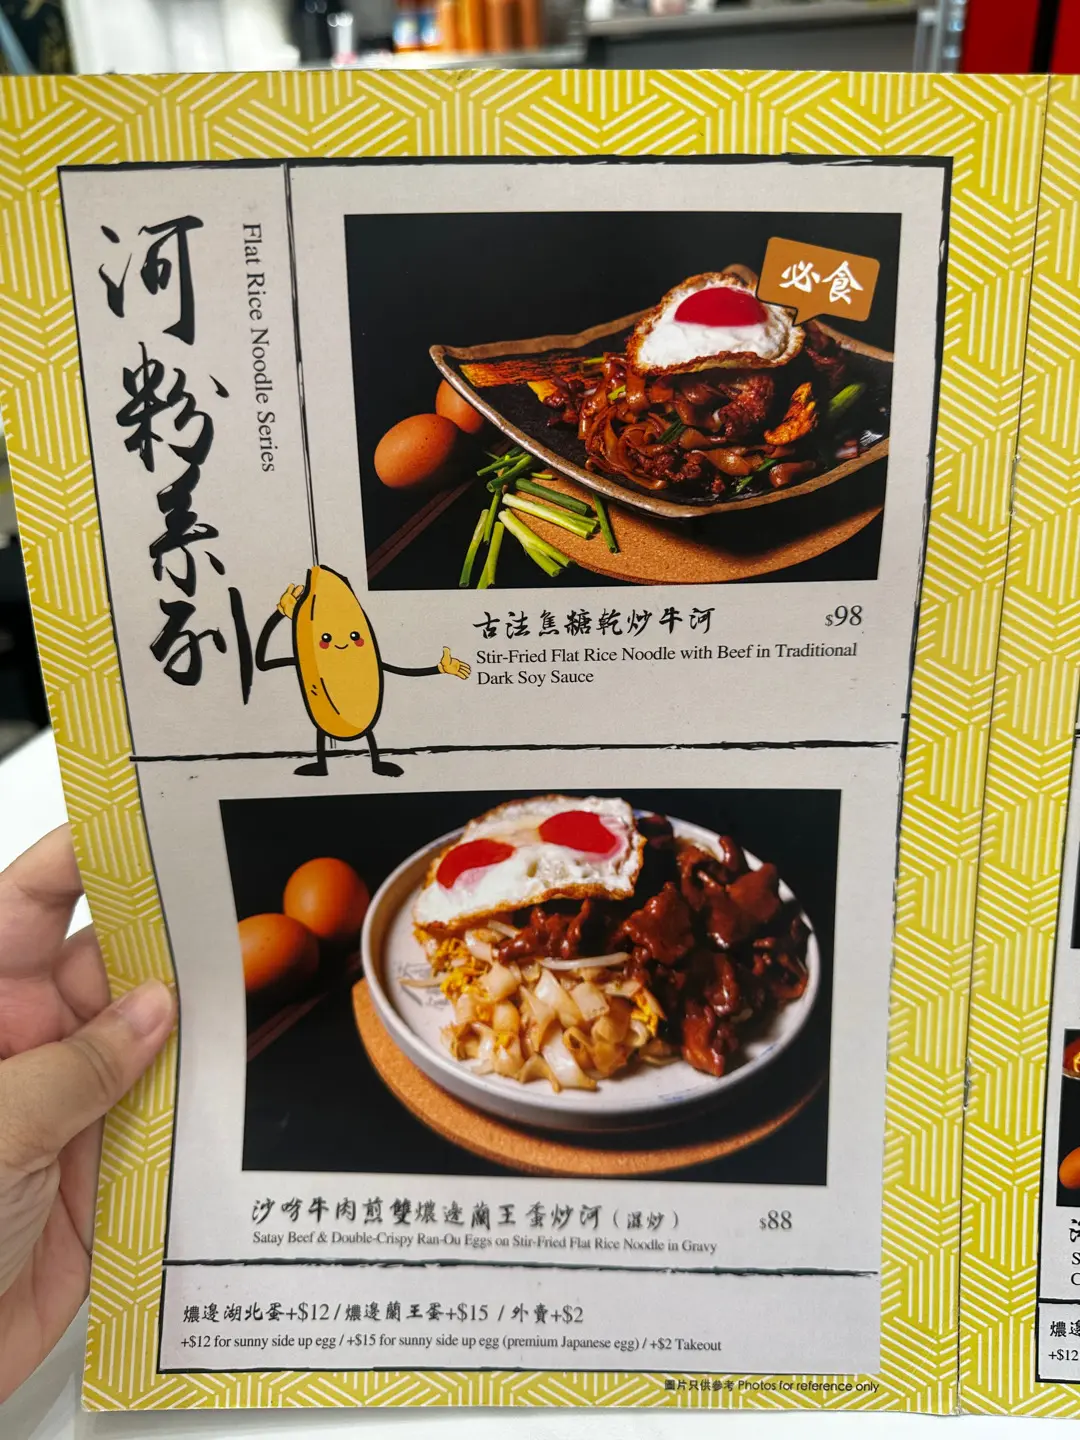 河粉系列
Flat Rice Noodle Series
必食
古法焦糖乾炒牛河 $98
Stir-Fried Flat Rice Noodle with Beef in Traditional
Dark Soy Sauce
沙嗲牛肉煎雙燶邊蘭王蛋炒河（濕炒） $88
Satay Beef & Double-Crispy Ran-Ou Eggs on Stir-Fried Flat Rice Noodle in Gravy
燶邊湖北蛋+$12 / 燶邊蘭王蛋+$15 / 外賣+$2
+$12 for sunny side up egg / +$15 for sunny side up egg (premium Japanese egg) / +$2 Takeout
圖片只供參考 Photos for reference only
燶邊
+$12